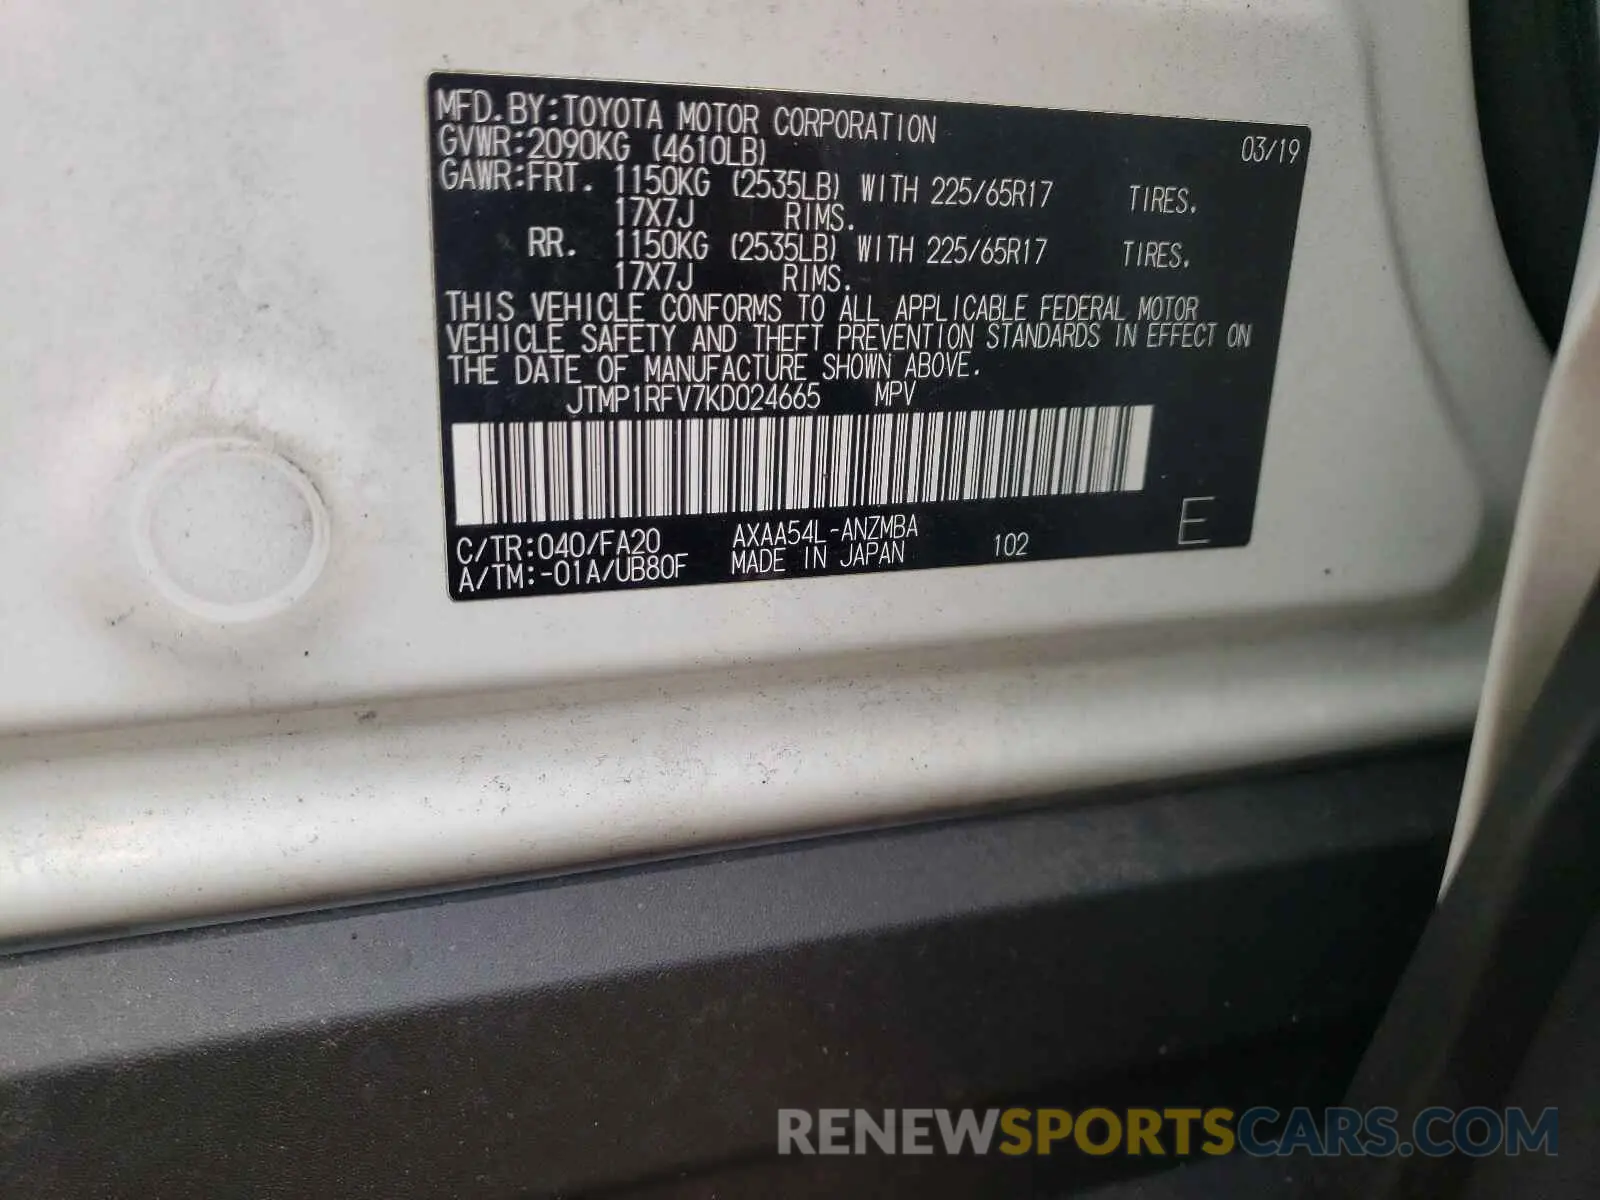 MFD.BY:TOYOTA MOTOR CORPORATION 03/19
GVWR:2090KG (4610LB)
GAWR:FRT. 1150KG (2535LB) WITH 225/65R17 TIRES.
17X7J RIMS.
RR. 1150KG (2535LB) WITH 225/65R17 TIRES.
17X7J RIMS.
THIS VEHICLE CONFORMS TO ALL APPLICABLE FEDERAL MOTOR
VEHICLE SAFETY AND THEFT PREVENTION STANDARDS IN EFFECT ON
THE DATE OF MANUFACTURE SHOWN ABOVE.
JTMP1RFV7KD024665 MPV
C/TR:040/FA20 AXAA54L-ANZMBA
A/TM:-01A/UB80F MADE IN JAPAN 102 E
RENEWSPORTSCARS.COM